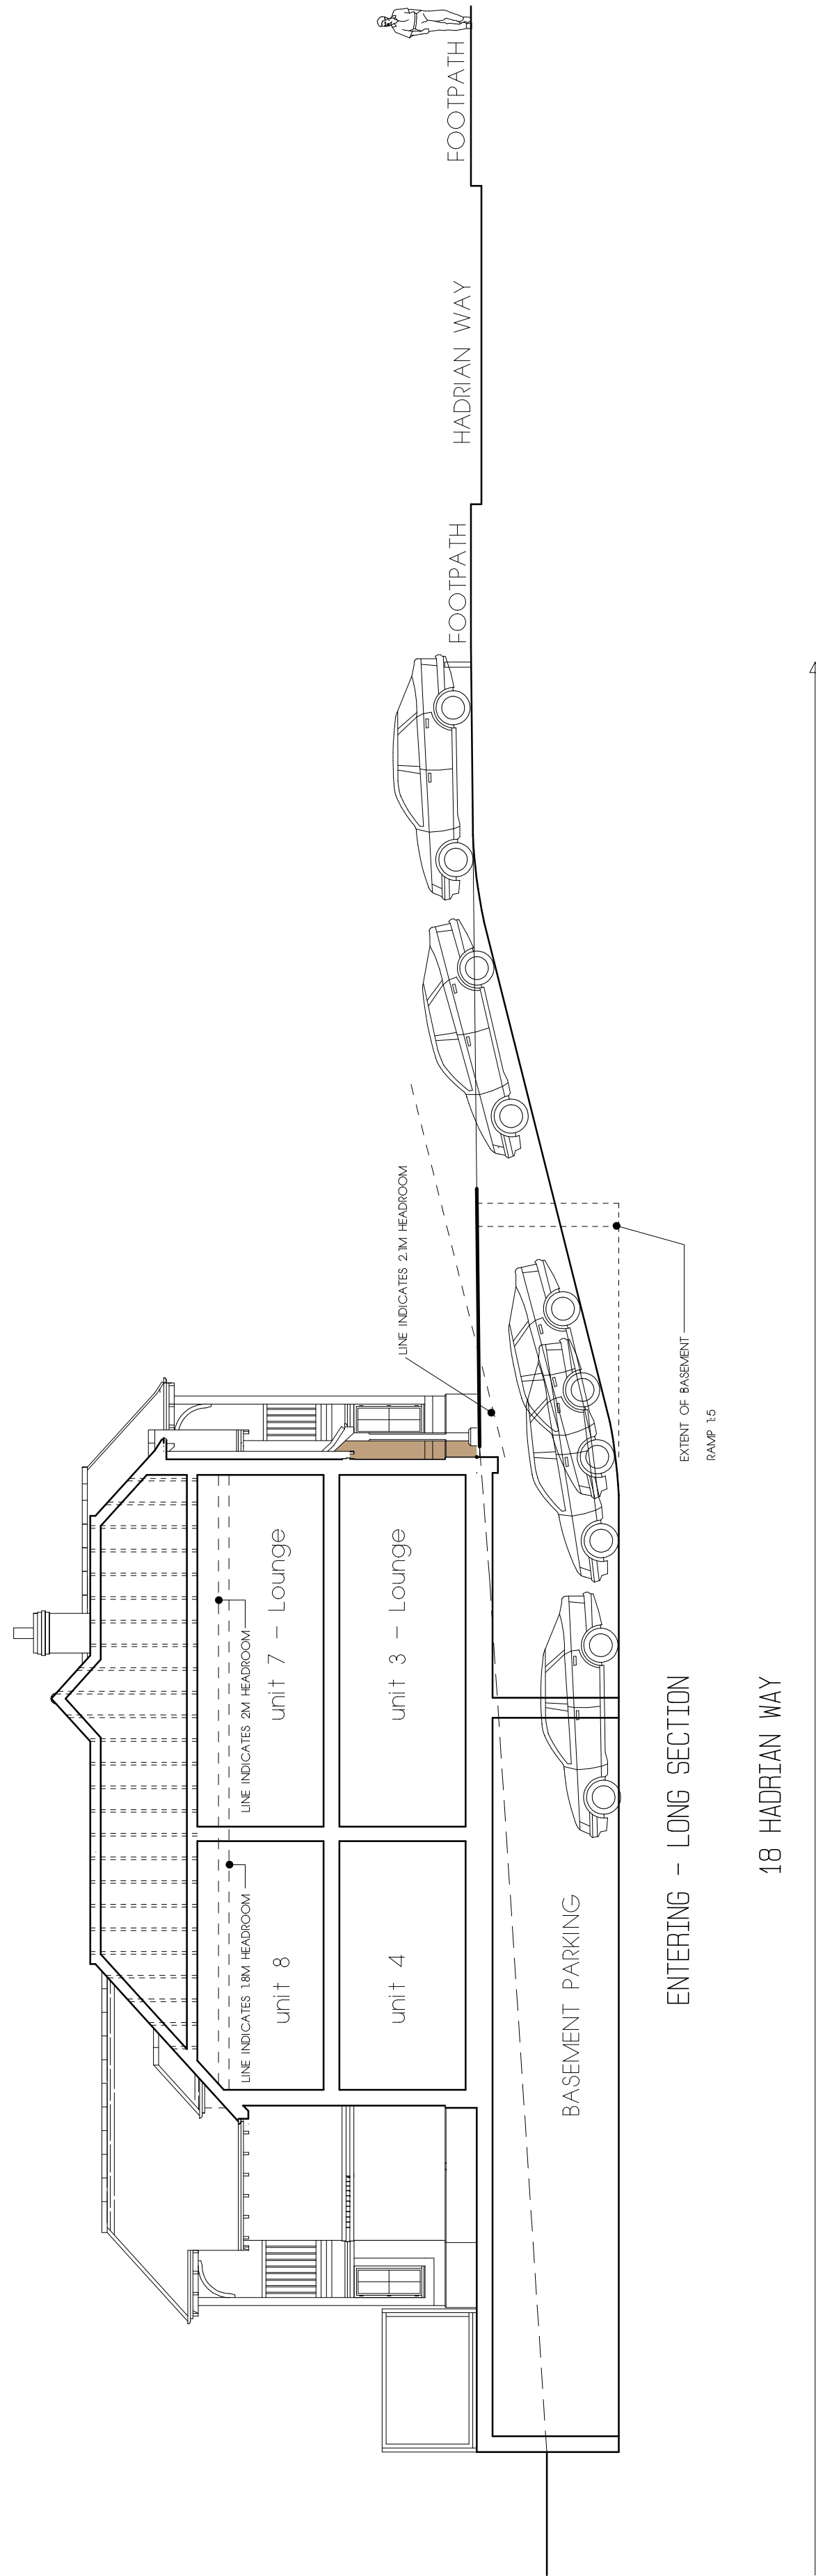 LINE INDICATES 1.8M HEADROOM
LINE INDICATES 2M HEADROOM
unit 8
unit 7 - Lounge
unit 4
unit 3 - Lounge
LINE INDICATES 2.1M HEADROOM
FOOTPATH
HADRIAN WAY
FOOTPATH
BASEMENT PARKING
EXTENT OF BASEMENT
RAMP 1:5
ENTERING - LONG SECTION
18 HADRIAN WAY